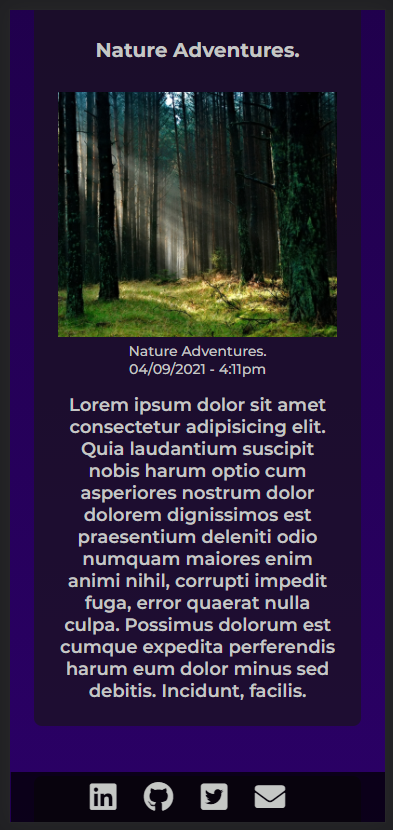 Nature Adventures.
Nature Adventures.
04/09/2021 - 4:11pm
Lorem ipsum dolor sit amet
consectetur adipisicing elit.
Quia laudantium suscipit
nobis harum optio cum
asperiores nostrum dolor
dolorem dignissimos est
praesentium deleniti odio
numquam maiores enim
animi nihil, corrupti impedit
fuga, error quaerat nulla
culpa. Possimus dolorum est
cumque expedita perferendis
harum eum dolor minus sed
debitis. Incidunt, facilis.